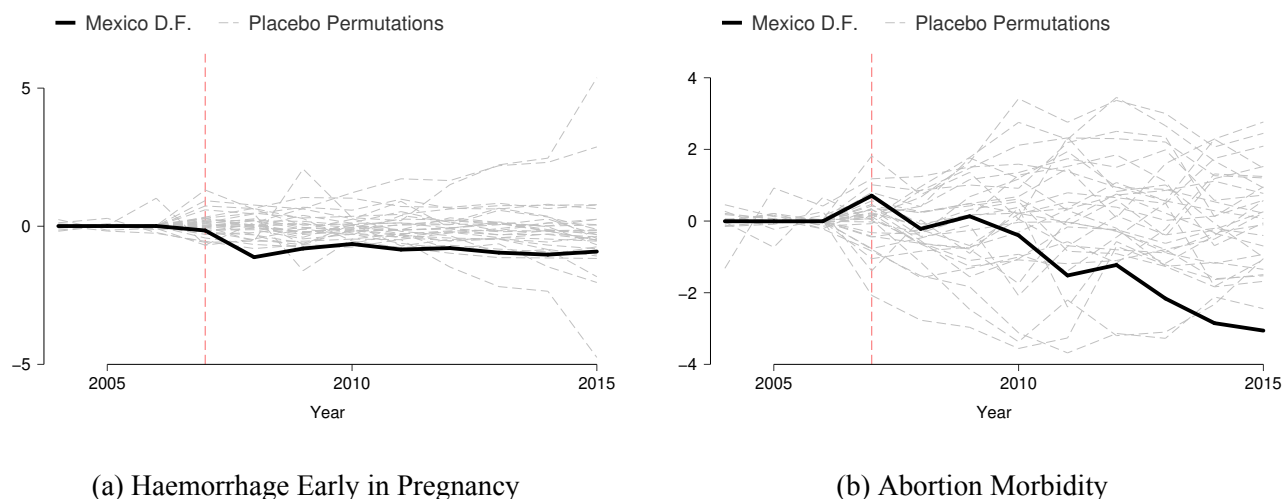 Mexico D.F. Placebo Permutations
5
0
−5
2005 2010 2015
Year
(a) Haemorrhage Early in Pregnancy
Mexico D.F. Placebo Permutations
4
2
0
−2
−4
2005 2010 2015
Year
(b) Abortion Morbidity